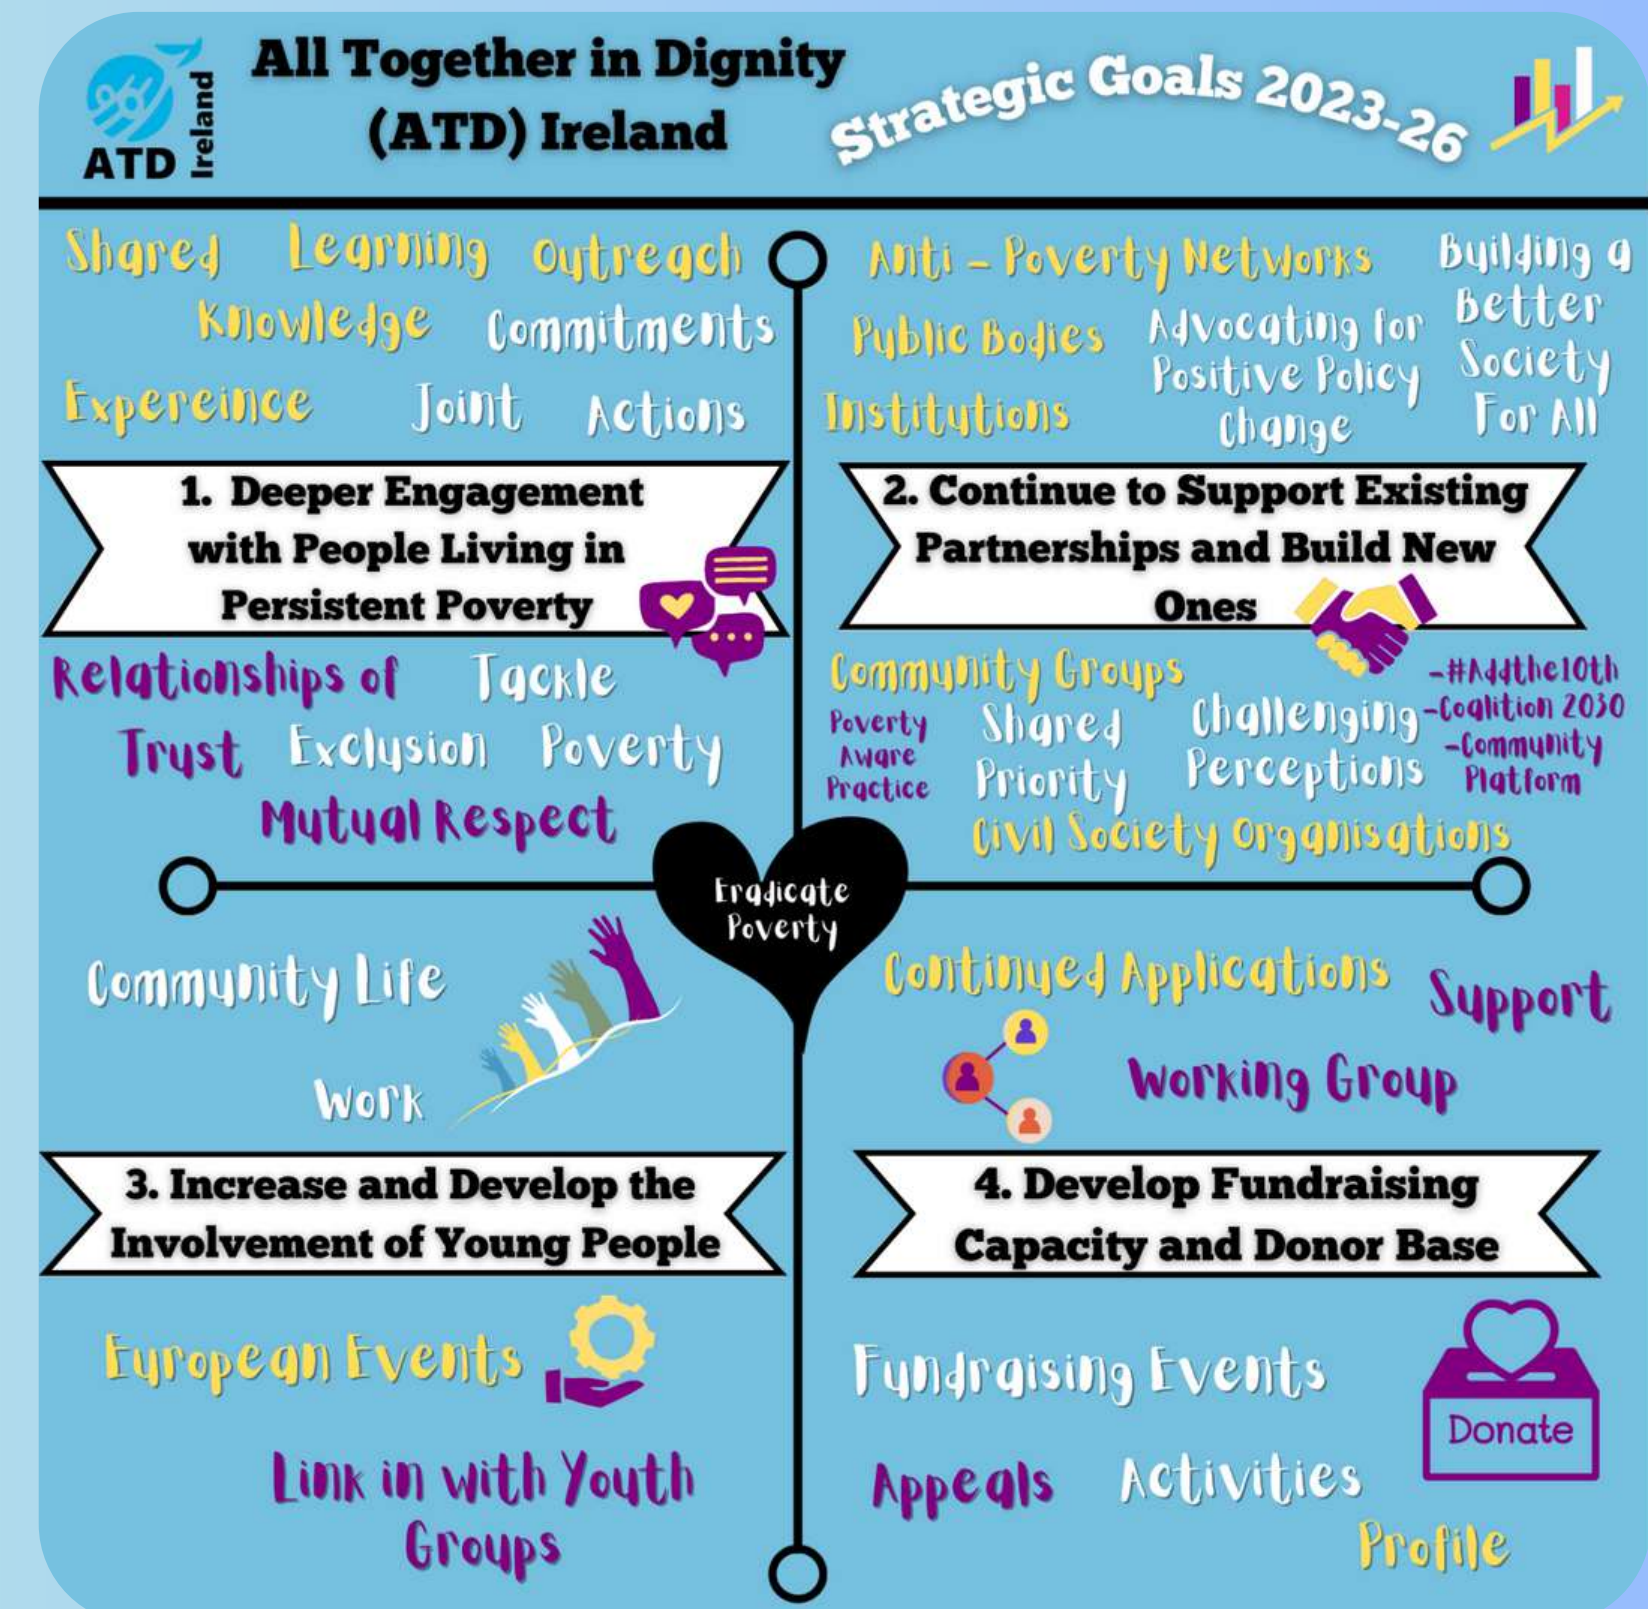 ATD Ireland
All Together in Dignity
(ATD) Ireland
Strategic Goals 2023-26
Shared Learning Outreach
Knowledge Commitments
Expereince Joint Actions
1. Deeper Engagement
with People Living in
Persistent Poverty
Relationships of Tackle
Trust Exclusion Poverty
Mutual Respect
Anti - Poverty Networks
Public Bodies
Institutions
Advocating for
Positive Policy
Change
Building a
Better
Society
For All
2. Continue to Support Existing
Partnerships and Build New
Ones
Community Groups
Poverty
Aware
Practice
Shared
Priority
Challenging
Perceptions
-#Addthe10th
-Coalition 2030
-Community
Platform
Civil Society Organisations
Eradicate
Poverty
Community Life
Work
3. Increase and Develop the
Involvement of Young People
European Events
Link in with Youth
Groups
Continued Applications
Support
Working Group
4. Develop Fundraising
Capacity and Donor Base
Fundraising Events
Donate
Appeals Activities
Profile